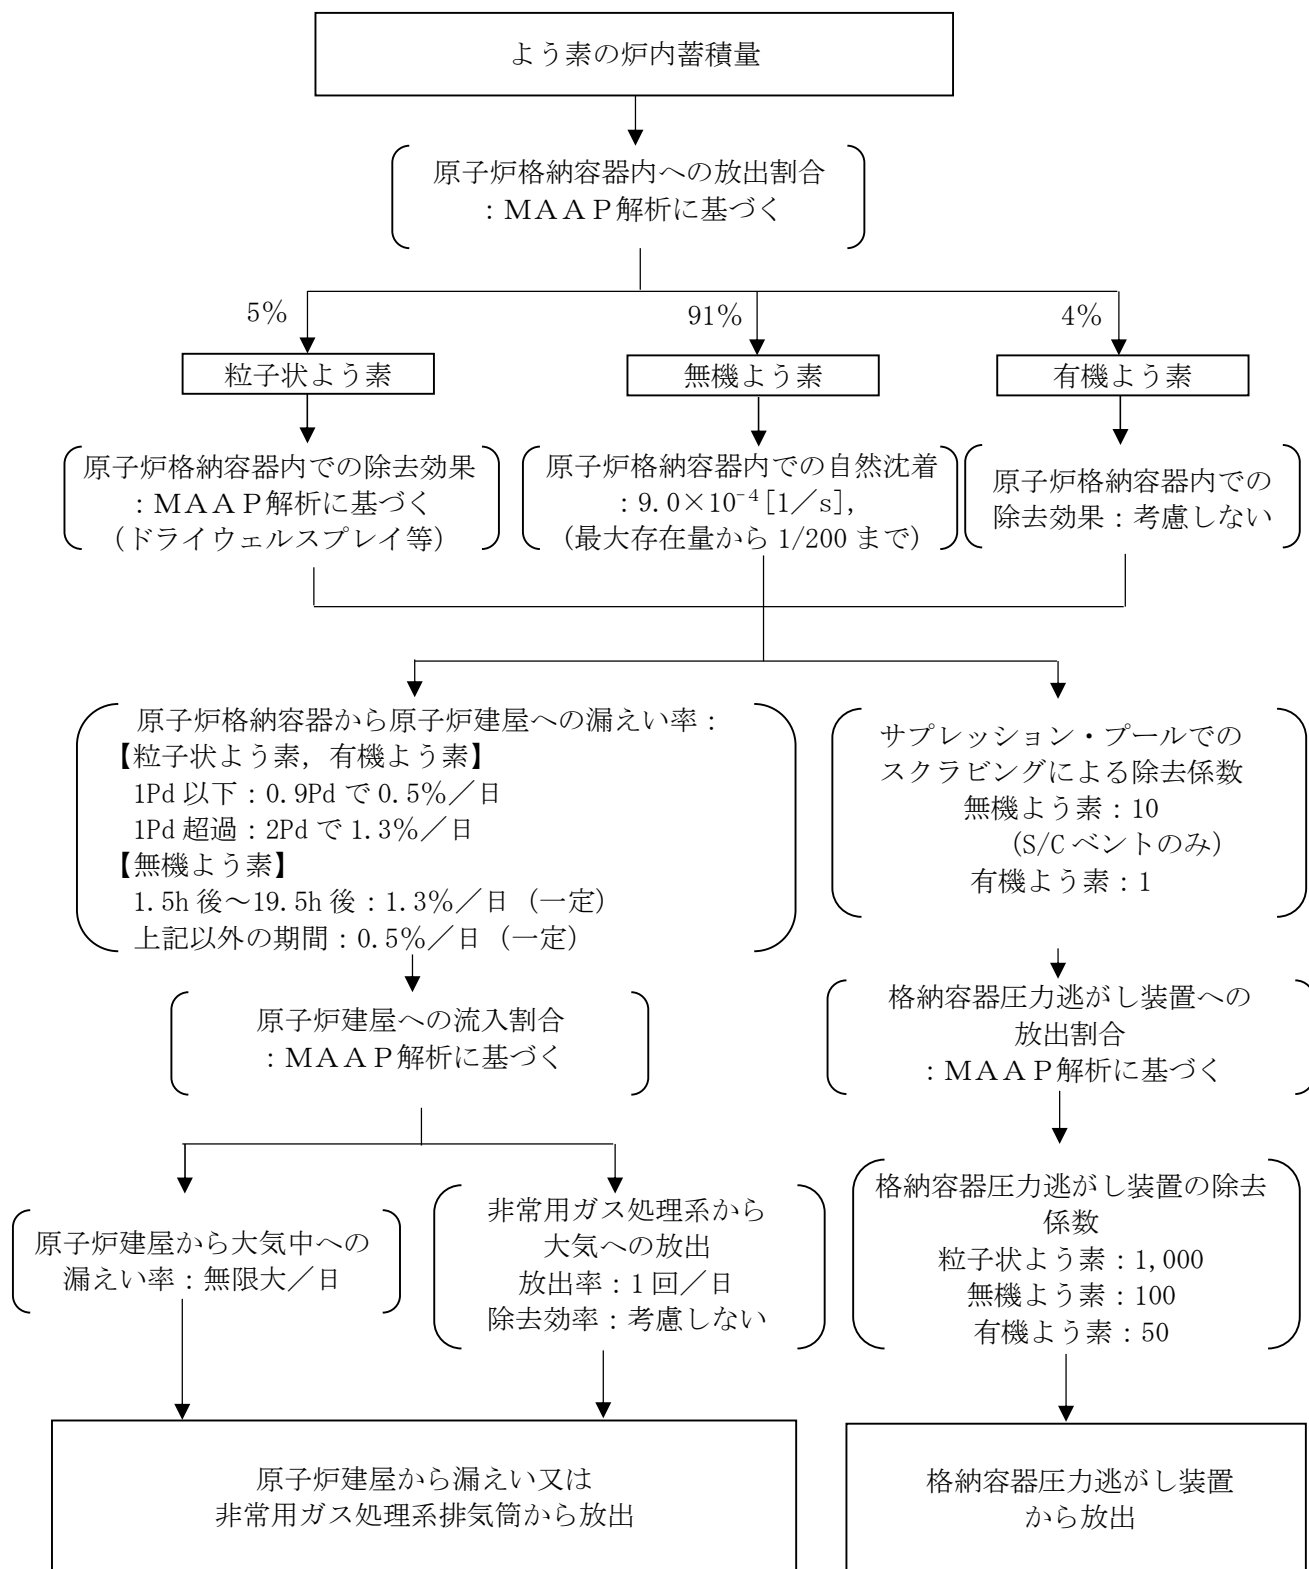 よう素の炉内蓄積量
原子炉格納容器内への放出割合
：ＭＡＡＰ解析に基づく
5%
91%
4%
粒子状よう素
無機よう素
有機よう素
原子炉格納容器内での除去効果
：ＭＡＡＰ解析に基づく
（ドライウェルスプレイ等）
原子炉格納容器内での自然沈着
：9.0×10⁻⁴[1／s]，
（最大存在量から 1/200 まで）
原子炉格納容器内での
除去効果：考慮しない
原子炉格納容器から原子炉建屋への漏えい率：
【粒子状よう素，有機よう素】
1Pd 以下：0.9Pd で 0.5%／日
1Pd 超過：2Pd で 1.3%／日
【無機よう素】
1.5h 後～19.5h 後：1.3%／日（一定）
上記以外の期間：0.5%／日（一定）
サプレッション・プールでの
スクラビングによる除去係数
無機よう素：10
（S/C ベントのみ）
有機よう素：1
原子炉建屋への流入割合
：ＭＡＡＰ解析に基づく
格納容器圧力逃がし装置への
放出割合
：ＭＡＡＰ解析に基づく
原子炉建屋から大気中への
漏えい率：無限大／日
非常用ガス処理系から
大気への放出
放出率：1 回／日
除去効率：考慮しない
格納容器圧力逃がし装置の除去
係数
粒子状よう素：1,000
無機よう素：100
有機よう素：50
原子炉建屋から漏えい又は
非常用ガス処理系排気筒から放出
格納容器圧力逃がし装置
から放出